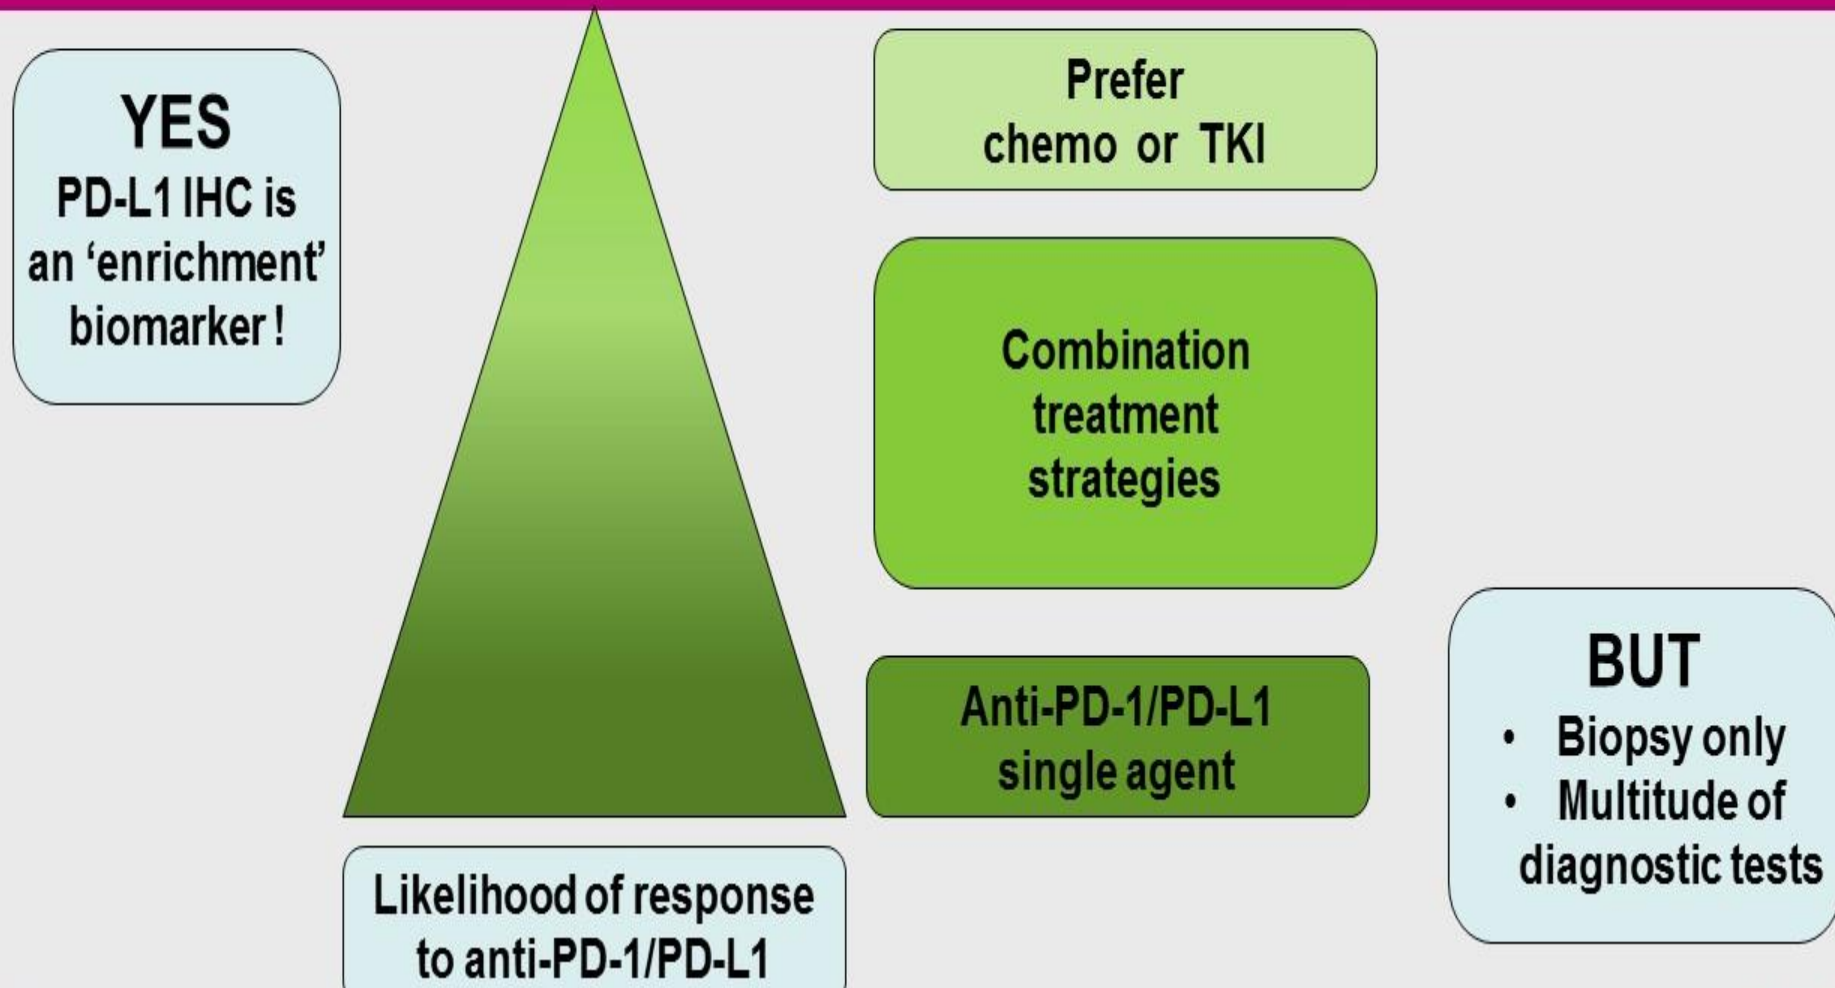 YES
PD-L1 IHC is
an ‘enrichment’
biomarker !
Prefer
chemo or TKI
Combination
treatment
strategies
Anti-PD-1/PD-L1
single agent
BUT
• Biopsy only
• Multitude of
diagnostic tests
Likelihood of response
to anti-PD-1/PD-L1